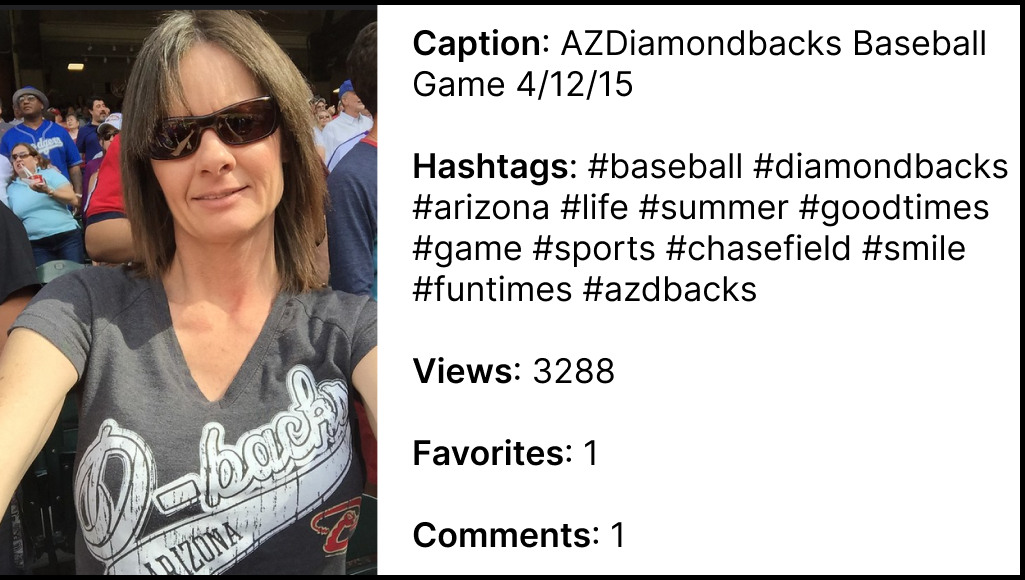 Caption: AZDiamondbacks Baseball
Game 4/12/15
Hashtags: #baseball #diamondbacks
#arizona #life #summer #goodtimes
#game #sports #chasefield #smile
#funtimes #azdbacks
Views: 3288
Favorites: 1
Comments: 1
D-backs
ARIZONA